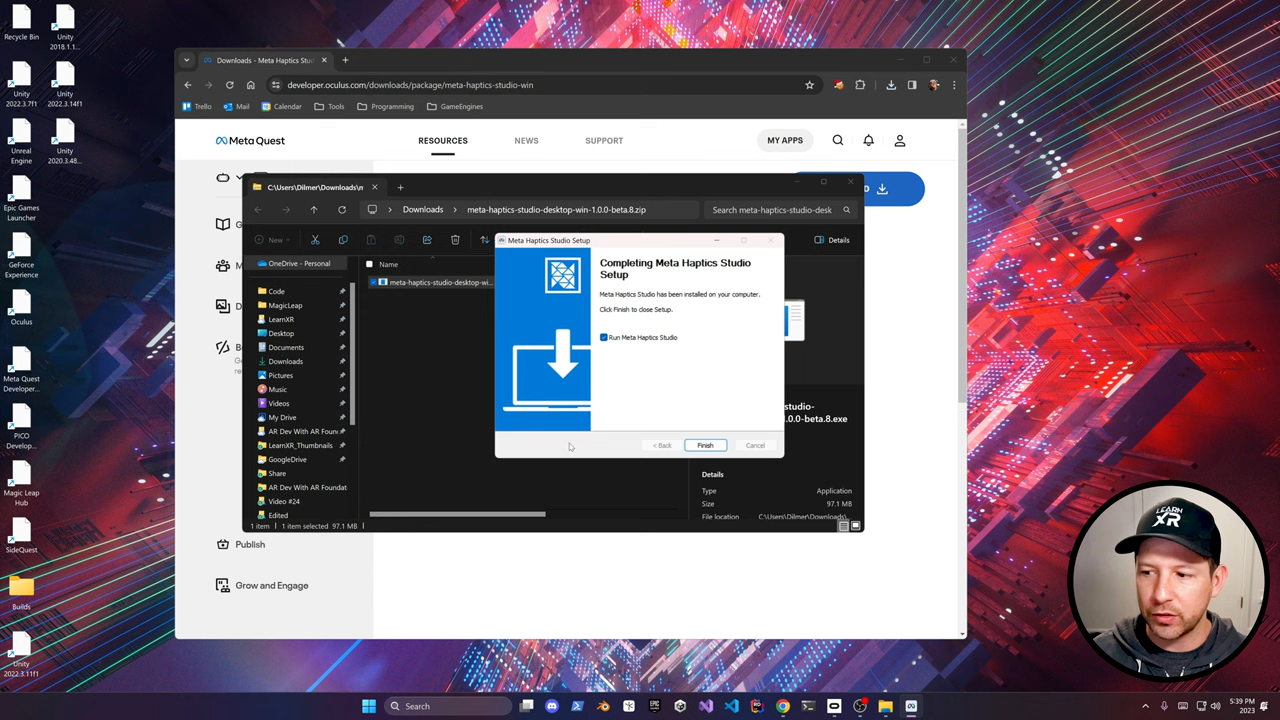 Recycle Bin
Unity
2018.1.1...
Unity
2022.3.7f1
Unity
2022.3.14f1
Unreal
Engine
Unity
2020.3.48...
Epic Games
Launcher
GeForce
Experience
Oculus
Meta Quest
Developer...
PICO
Develop...
Magic Leap
Hub
SideQuest
Builds
Unity
2022.3.11f1
Downloads - Meta Haptics Stud
developer.oculus.com/downloads/package/meta-haptics-studio-win
Trello
Mail
Calendar
Tools
Programming
GameEngines
Meta Quest
RESOURCES
NEWS
SUPPORT
MY APPS
C:\Users\Dilmer\Downloads\m
Downloads
meta-haptics-studio-desktop-win-1.0.0-beta.8.zip
Search meta-haptics-studio-desk
New
Details
OneDrive - Personal
Code
MagicLeap
LearnXR
Desktop
Documents
Downloads
Pictures
Music
Videos
My Drive
AR Dev With AR Foun
LearnXR_Thumbnails
GoogleDrive
Share
AR Dev With AR Foundat
Video #24
Edited
Name
meta-haptics-studio-desktop-wi...
Meta Haptics Studio Setup
Completing Meta Haptics Studio
Setup
Meta Haptics Studio has been installed on your computer.
Click Finish to close Setup.
Run Meta Haptics Studio
< Back
Finish
Cancel
studio-
1.0.0-beta.8.exe
Details
Type
Application
Size
97.1 MB
File location
C:\Users\Dilmer\Downloads\...
1 item
1 item selected 97.1 MB
Publish
Grow and Engage
LEARN
XR
Search
5:39 PM
2023